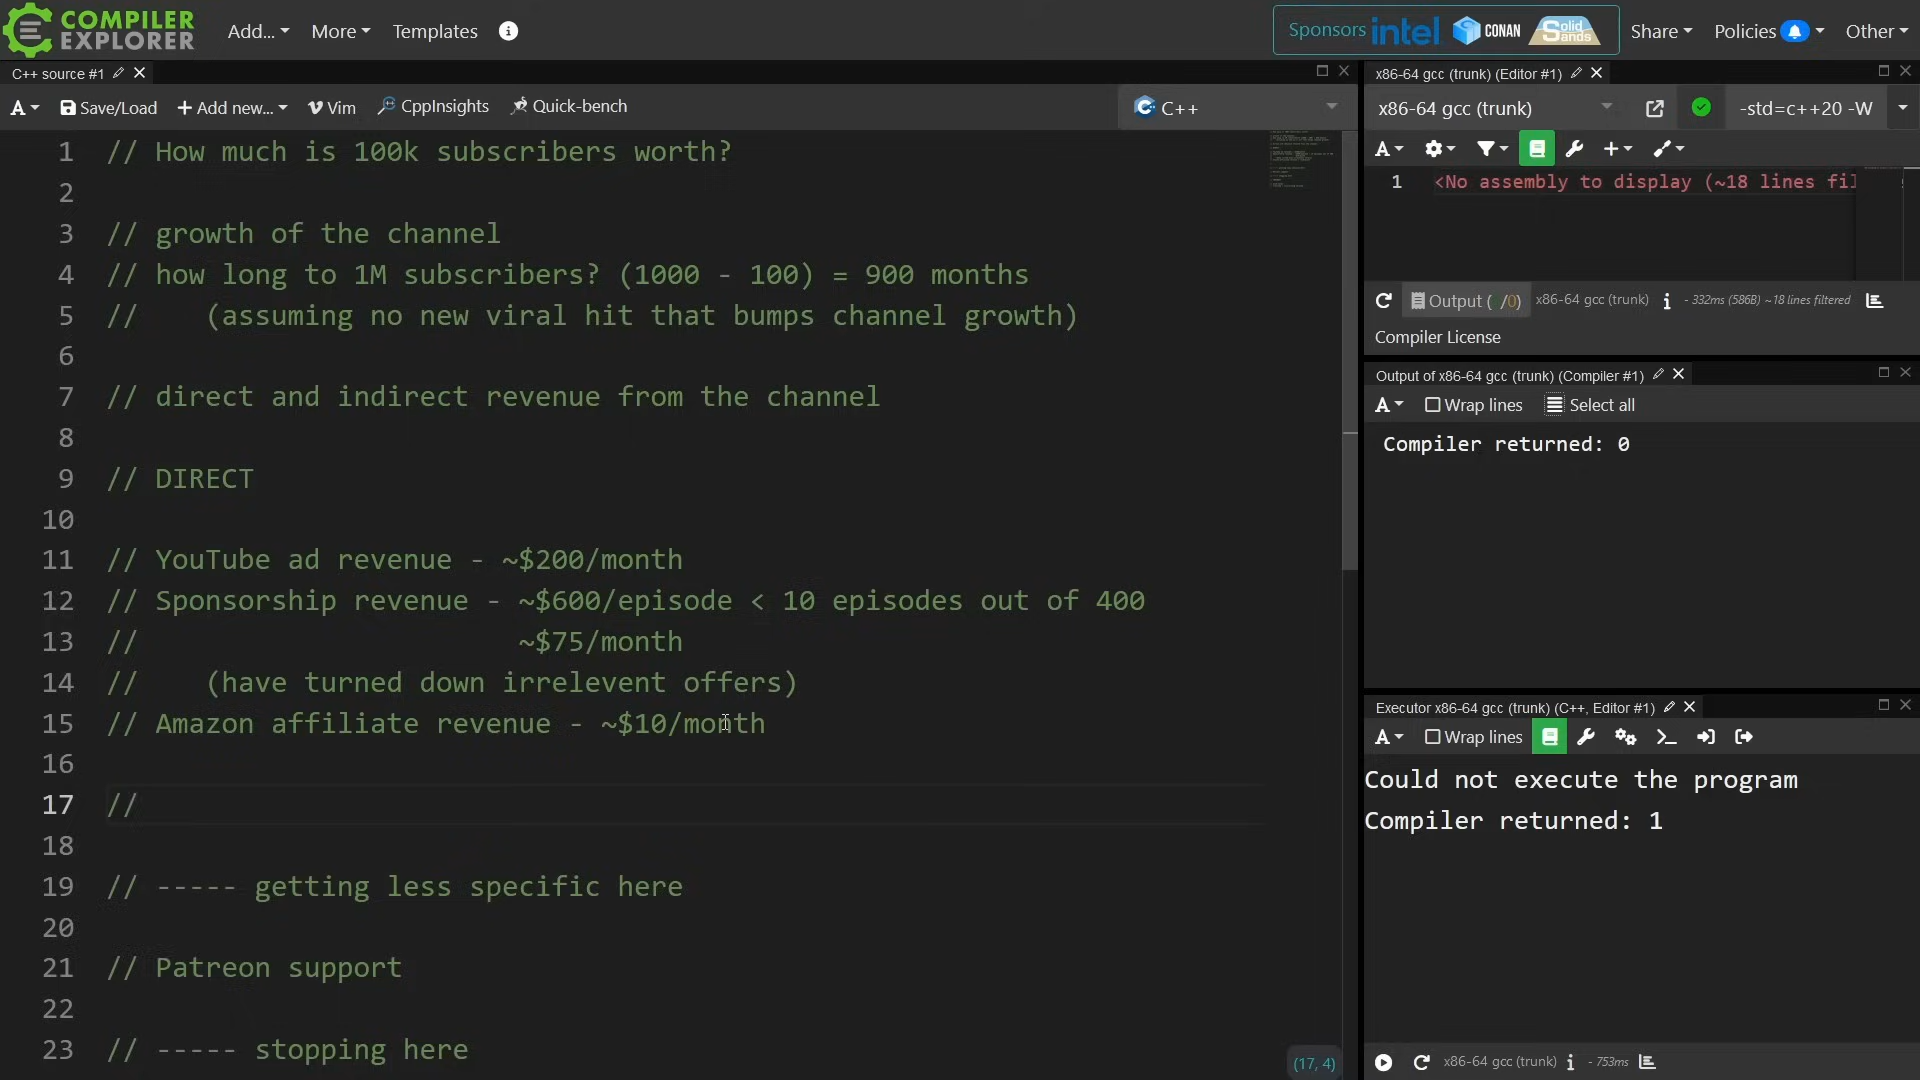 COMPILER
EXPLORER
Add...
More
Templates
Sponsors intel CONAN Solid Sands
Share
Policies
Other
C++ source #1
A
Save/Load
Add new...
Vim
CppInsights
Quick-bench
C++
1 // How much is 100k subscribers worth?
2
3 // growth of the channel
4 // how long to 1M subscribers? (1000 - 100) = 900 months
5 // (assuming no new viral hit that bumps channel growth)
6
7 // direct and indirect revenue from the channel
8
9 // DIRECT
10
11 // YouTube ad revenue - ~$200/month
12 // Sponsorship revenue - ~$600/episode < 10 episodes out of 400
13 // ~$75/month
14 // (have turned down irrelevent offers)
15 // Amazon affiliate revenue - ~$10/month
16
17 //
18
19 // ----- getting less specific here
20
21 // Patreon support
22
23 // ----- stopping here
(17, 4)
x86-64 gcc (trunk) (Editor #1)
x86-64 gcc (trunk)
-std=c++20 -W
A
1 <No assembly to display (~18 lines fil
Output ( /0) x86-64 gcc (trunk) i - 332ms (586B) ~18 lines filtered
Compiler License
Output of x86-64 gcc (trunk) (Compiler #1)
A Wrap lines Select all
Compiler returned: 0
Executor x86-64 gcc (trunk) (C++, Editor #1)
A Wrap lines
Could not execute the program
Compiler returned: 1
x86-64 gcc (trunk) i - 753ms